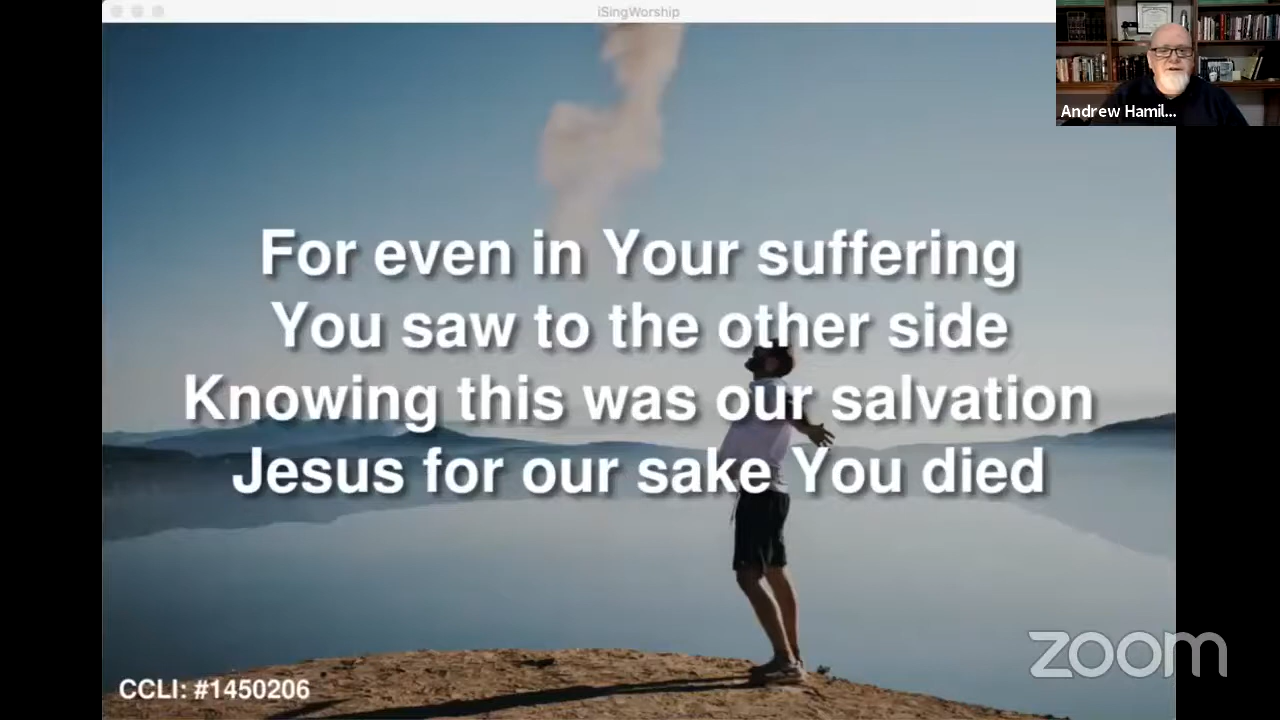 iSingWorship
Andrew Hamil...
For even in Your suffering
You saw to the other side
Knowing this was our salvation
Jesus for our sake You died
zoom
CCLI: #1450206